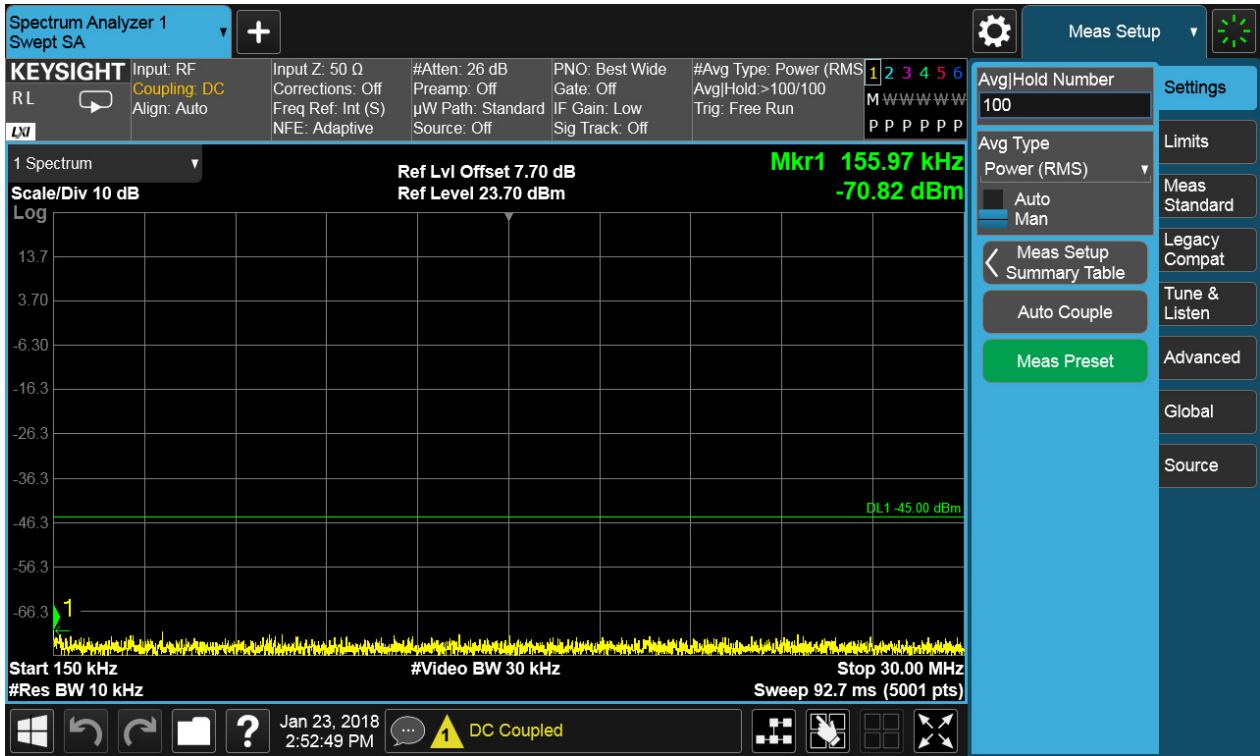 Spectrum Analyzer 1
Swept SA
+
Meas Setup
KEYSIGHT
R L
LXI
Input: RF
Coupling: DC
Align: Auto
Input Z: 50 Ω
Corrections: Off
Freq Ref: Int (S)
NFE: Adaptive
#Atten: 26 dB
Preamp: Off
µW Path: Standard
Source: Off
PNO: Best Wide
Gate: Off
IF Gain: Low
Sig Track: Off
#Avg Type: Power (RMS
Avg|Hold:>100/100
Trig: Free Run
1 2 3 4 5 6
M W W W W W
P P P P P P
1 Spectrum
Scale/Div 10 dB
Ref Lvl Offset 7.70 dB
Ref Level 23.70 dBm
Mkr1 155.97 kHz
-70.82 dBm
Log
13.7
3.70
-6.30
-16.3
-26.3
-36.3
DL1 -45.00 dBm
-46.3
-56.3
-66.3
1
Start 150 kHz
#Video BW 30 kHz
Stop 30.00 MHz
#Res BW 10 kHz
Sweep 92.7 ms (5001 pts)
Avg|Hold Number
100
Avg Type
Power (RMS)
Auto
Man
Meas Setup
Summary Table
Auto Couple
Meas Preset
Settings
Limits
Meas
Standard
Legacy
Compat
Tune &
Listen
Advanced
Global
Source
?
Jan 23, 2018
2:52:49 PM
1
DC Coupled